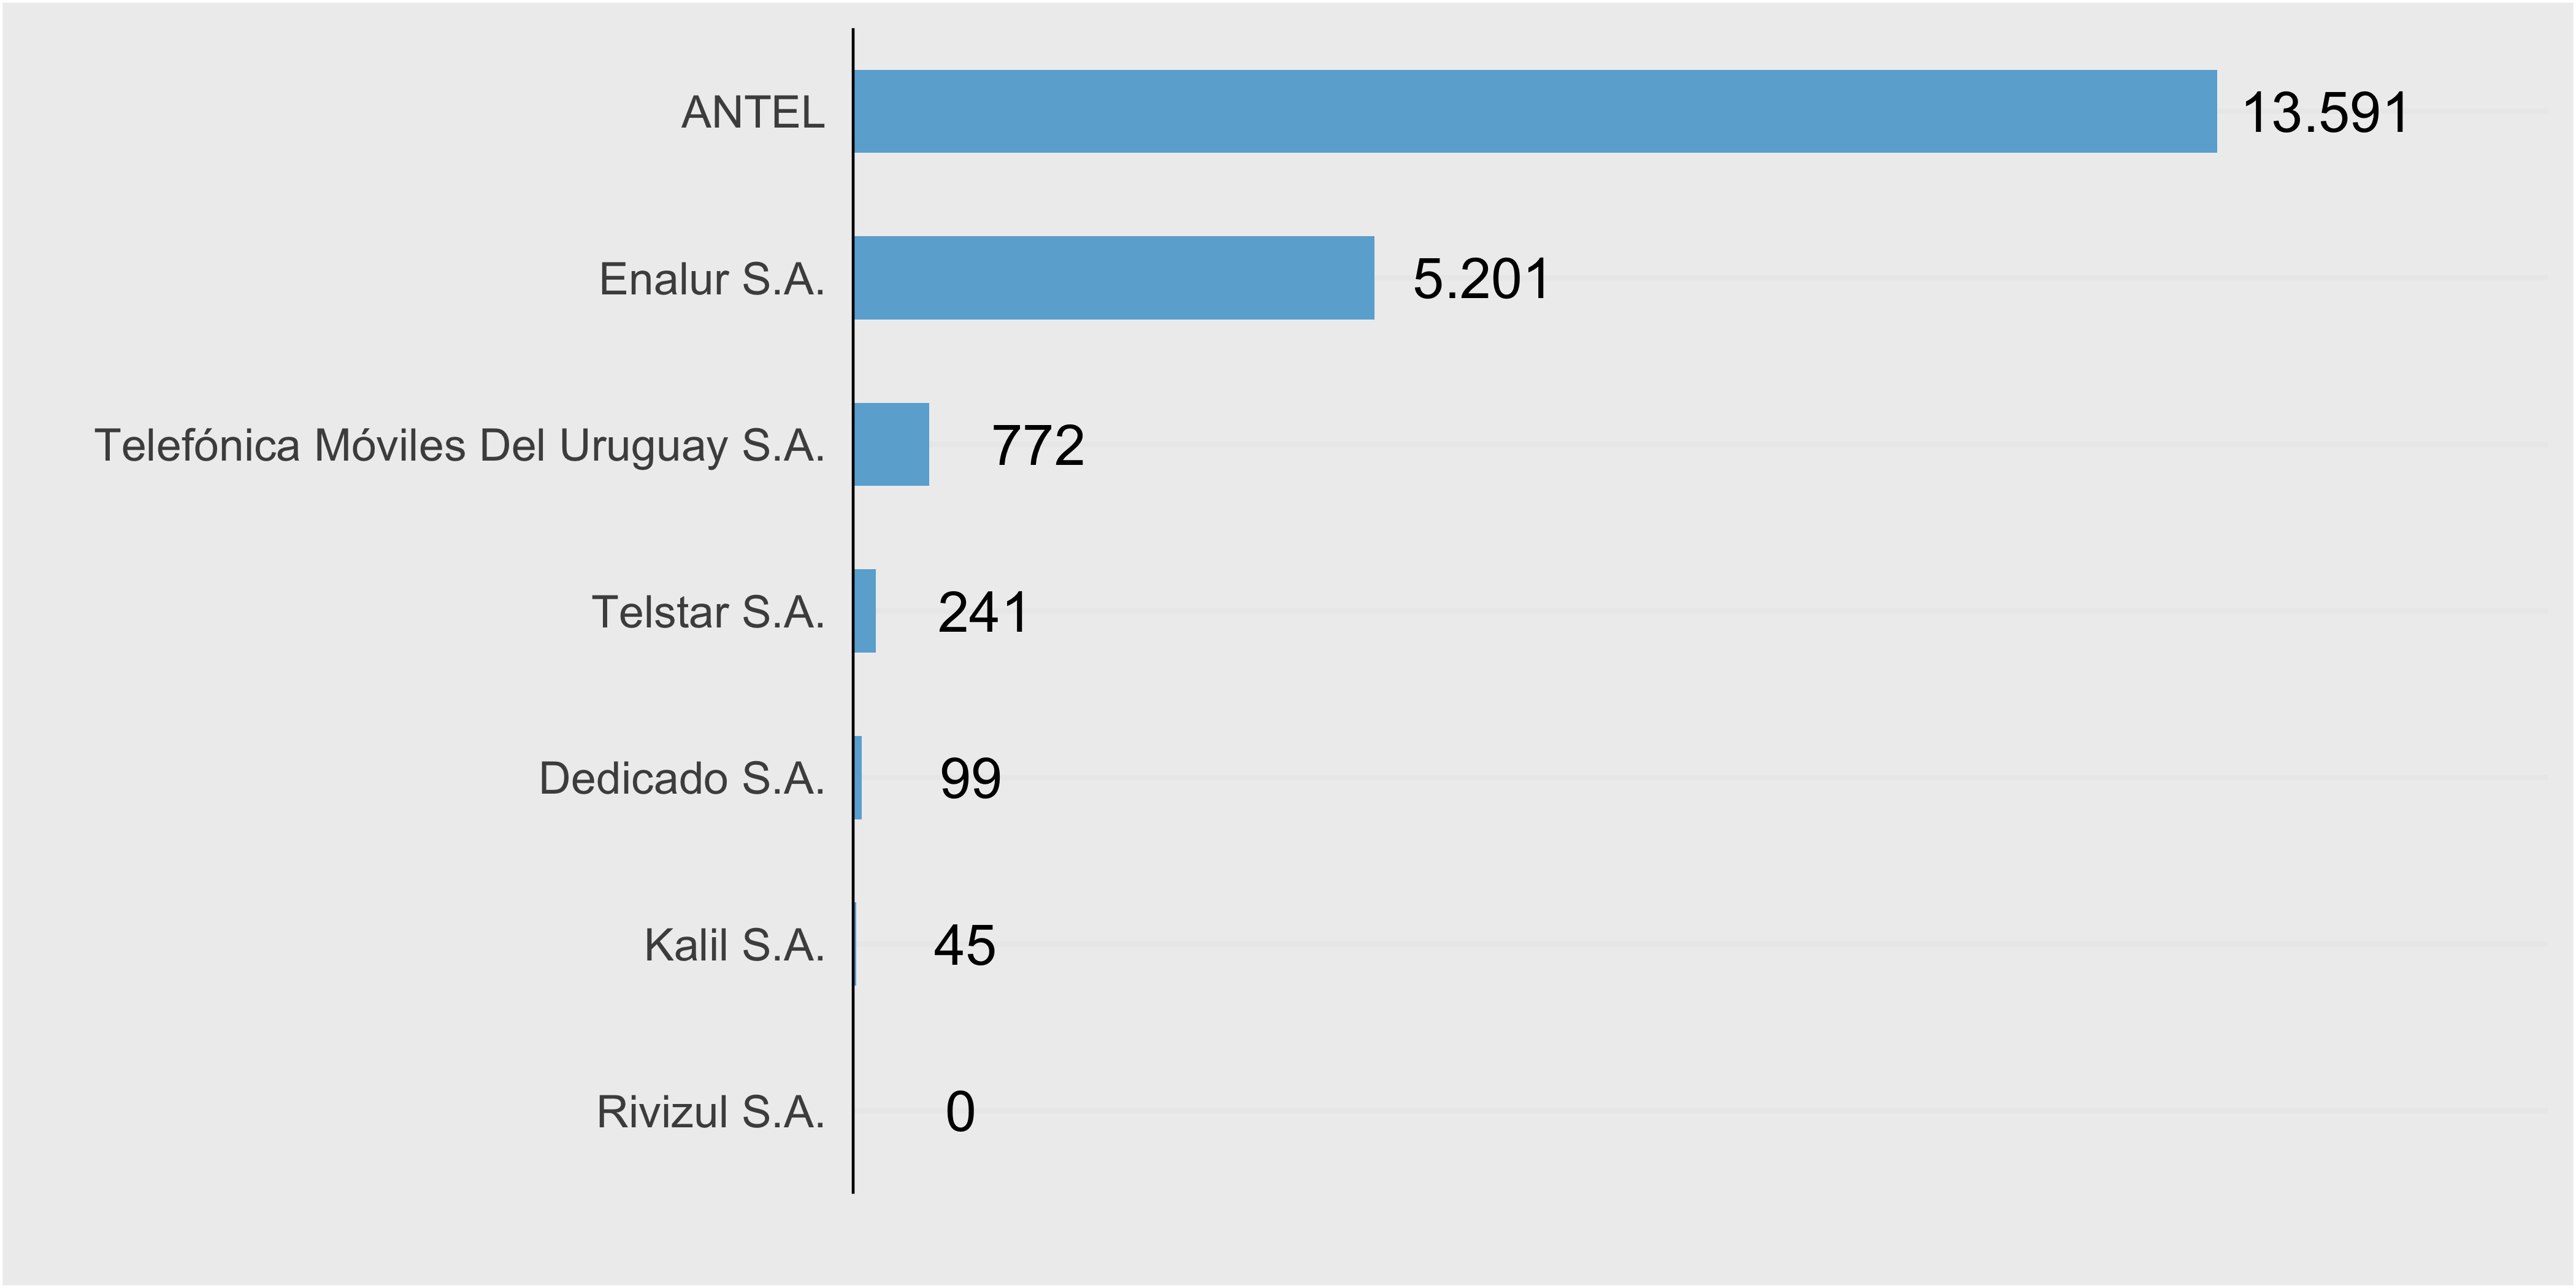 ANTEL 13.591
Enalur S.A. 5.201
Telefónica Móviles Del Uruguay S.A. 772
Telstar S.A. 241
Dedicado S.A. 99
Kalil S.A. 45
Rivizul S.A. 0